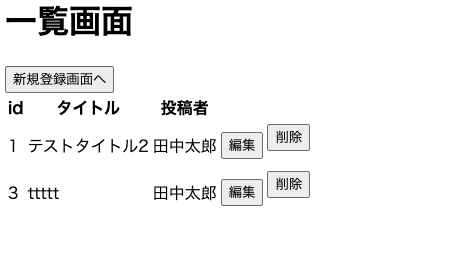 一覧画面
新規登録画面へ
id タイトル 投稿者
1 テストタイトル2 田中太郎 編集 削除
3 ttttt 田中太郎 編集 削除